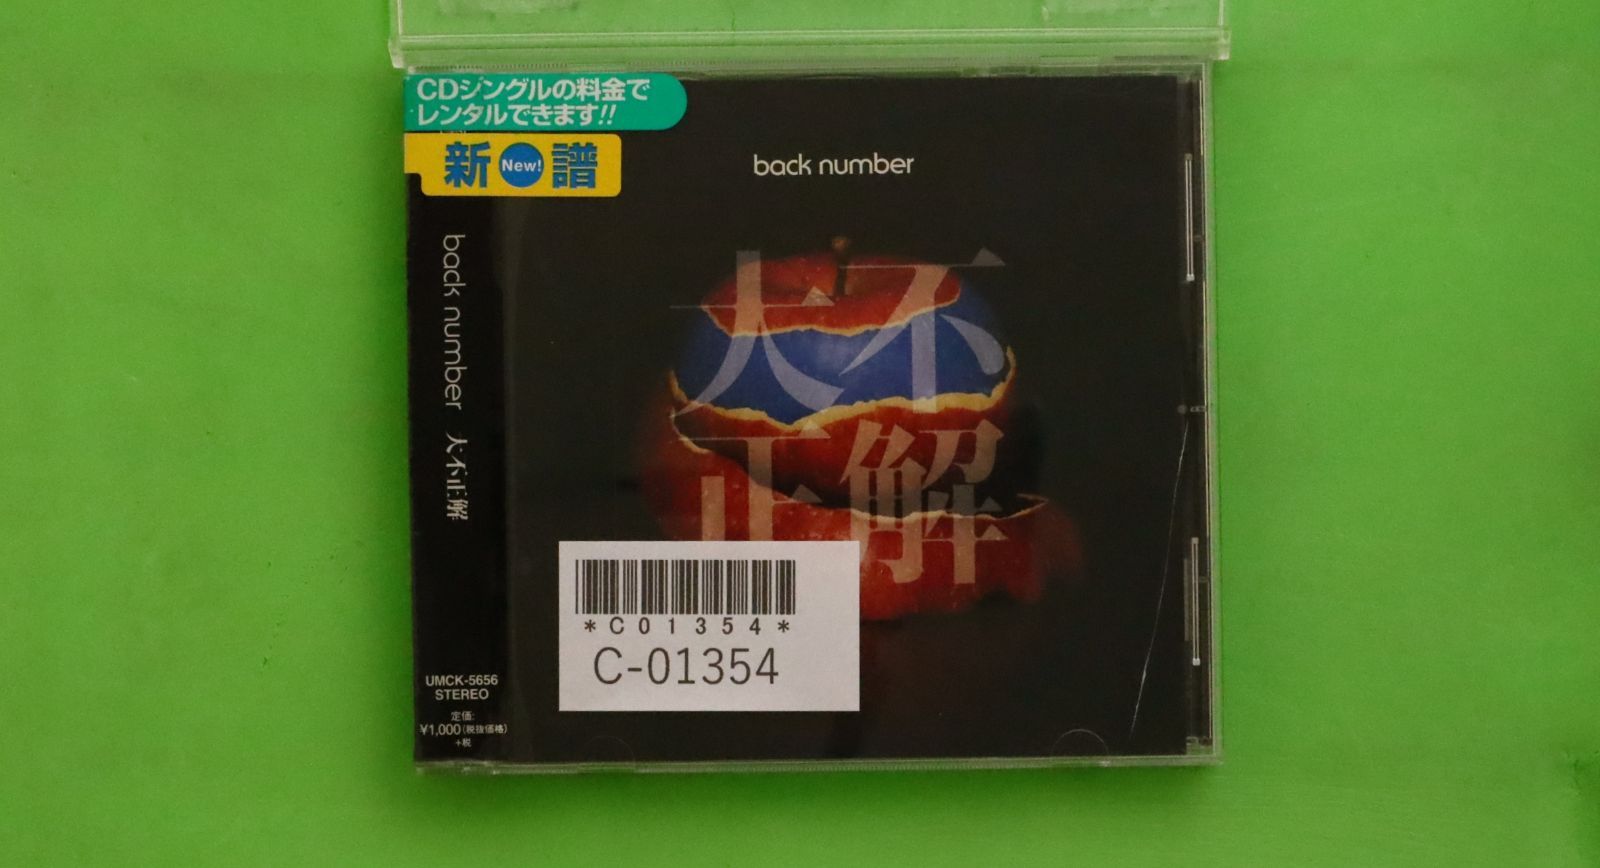 CDシングルの料金で
レンタルできます!!
新 New! 譜
back number
大不
正解
back number 大不正解
*C01354*
C-01354
UMCK-5656
STEREO
定価:
¥1,000(税抜価格)
+税